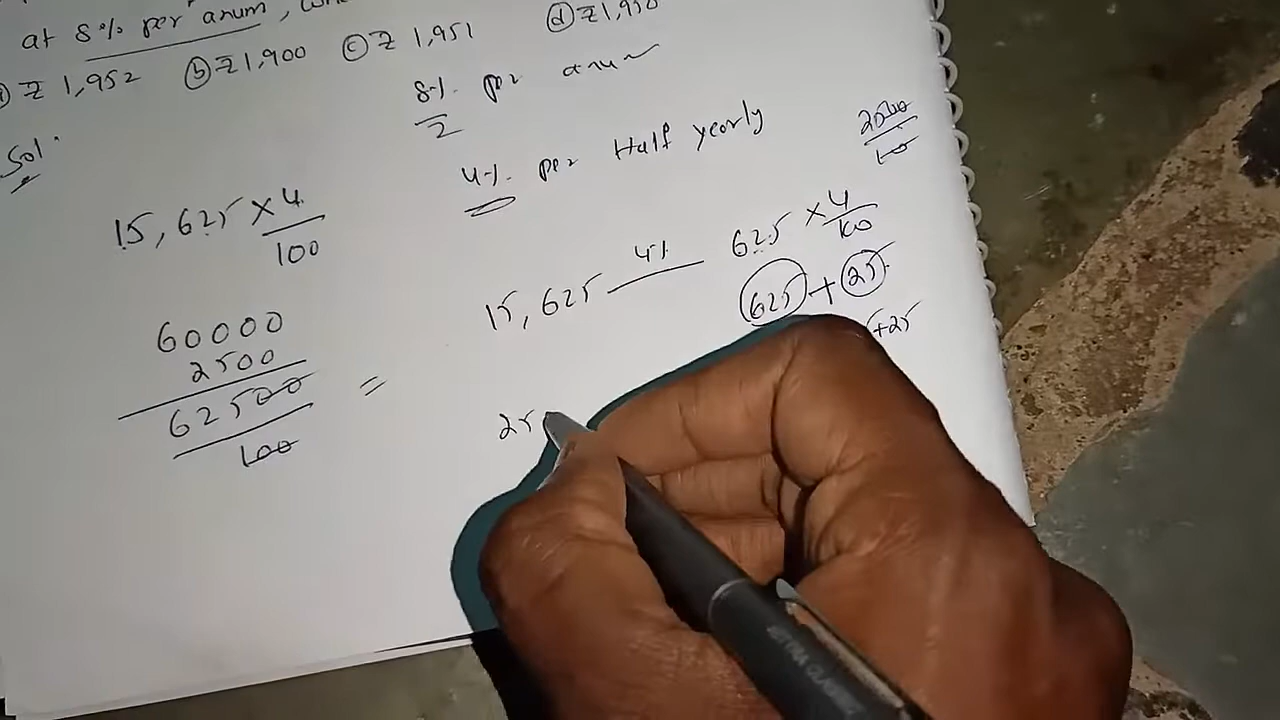 at 8% per anum,
₹ 1,952 ⓑ ₹1,900 ⓒ ₹ 1,951 ⓓ ₹1,950
8% per anum
2
Sol.
4% per Half yearly
2500
100
15,625 × 4
100
15,625 4% 625 × 4
100
625 + 25
+25
60000
2500
62500 =
100
25